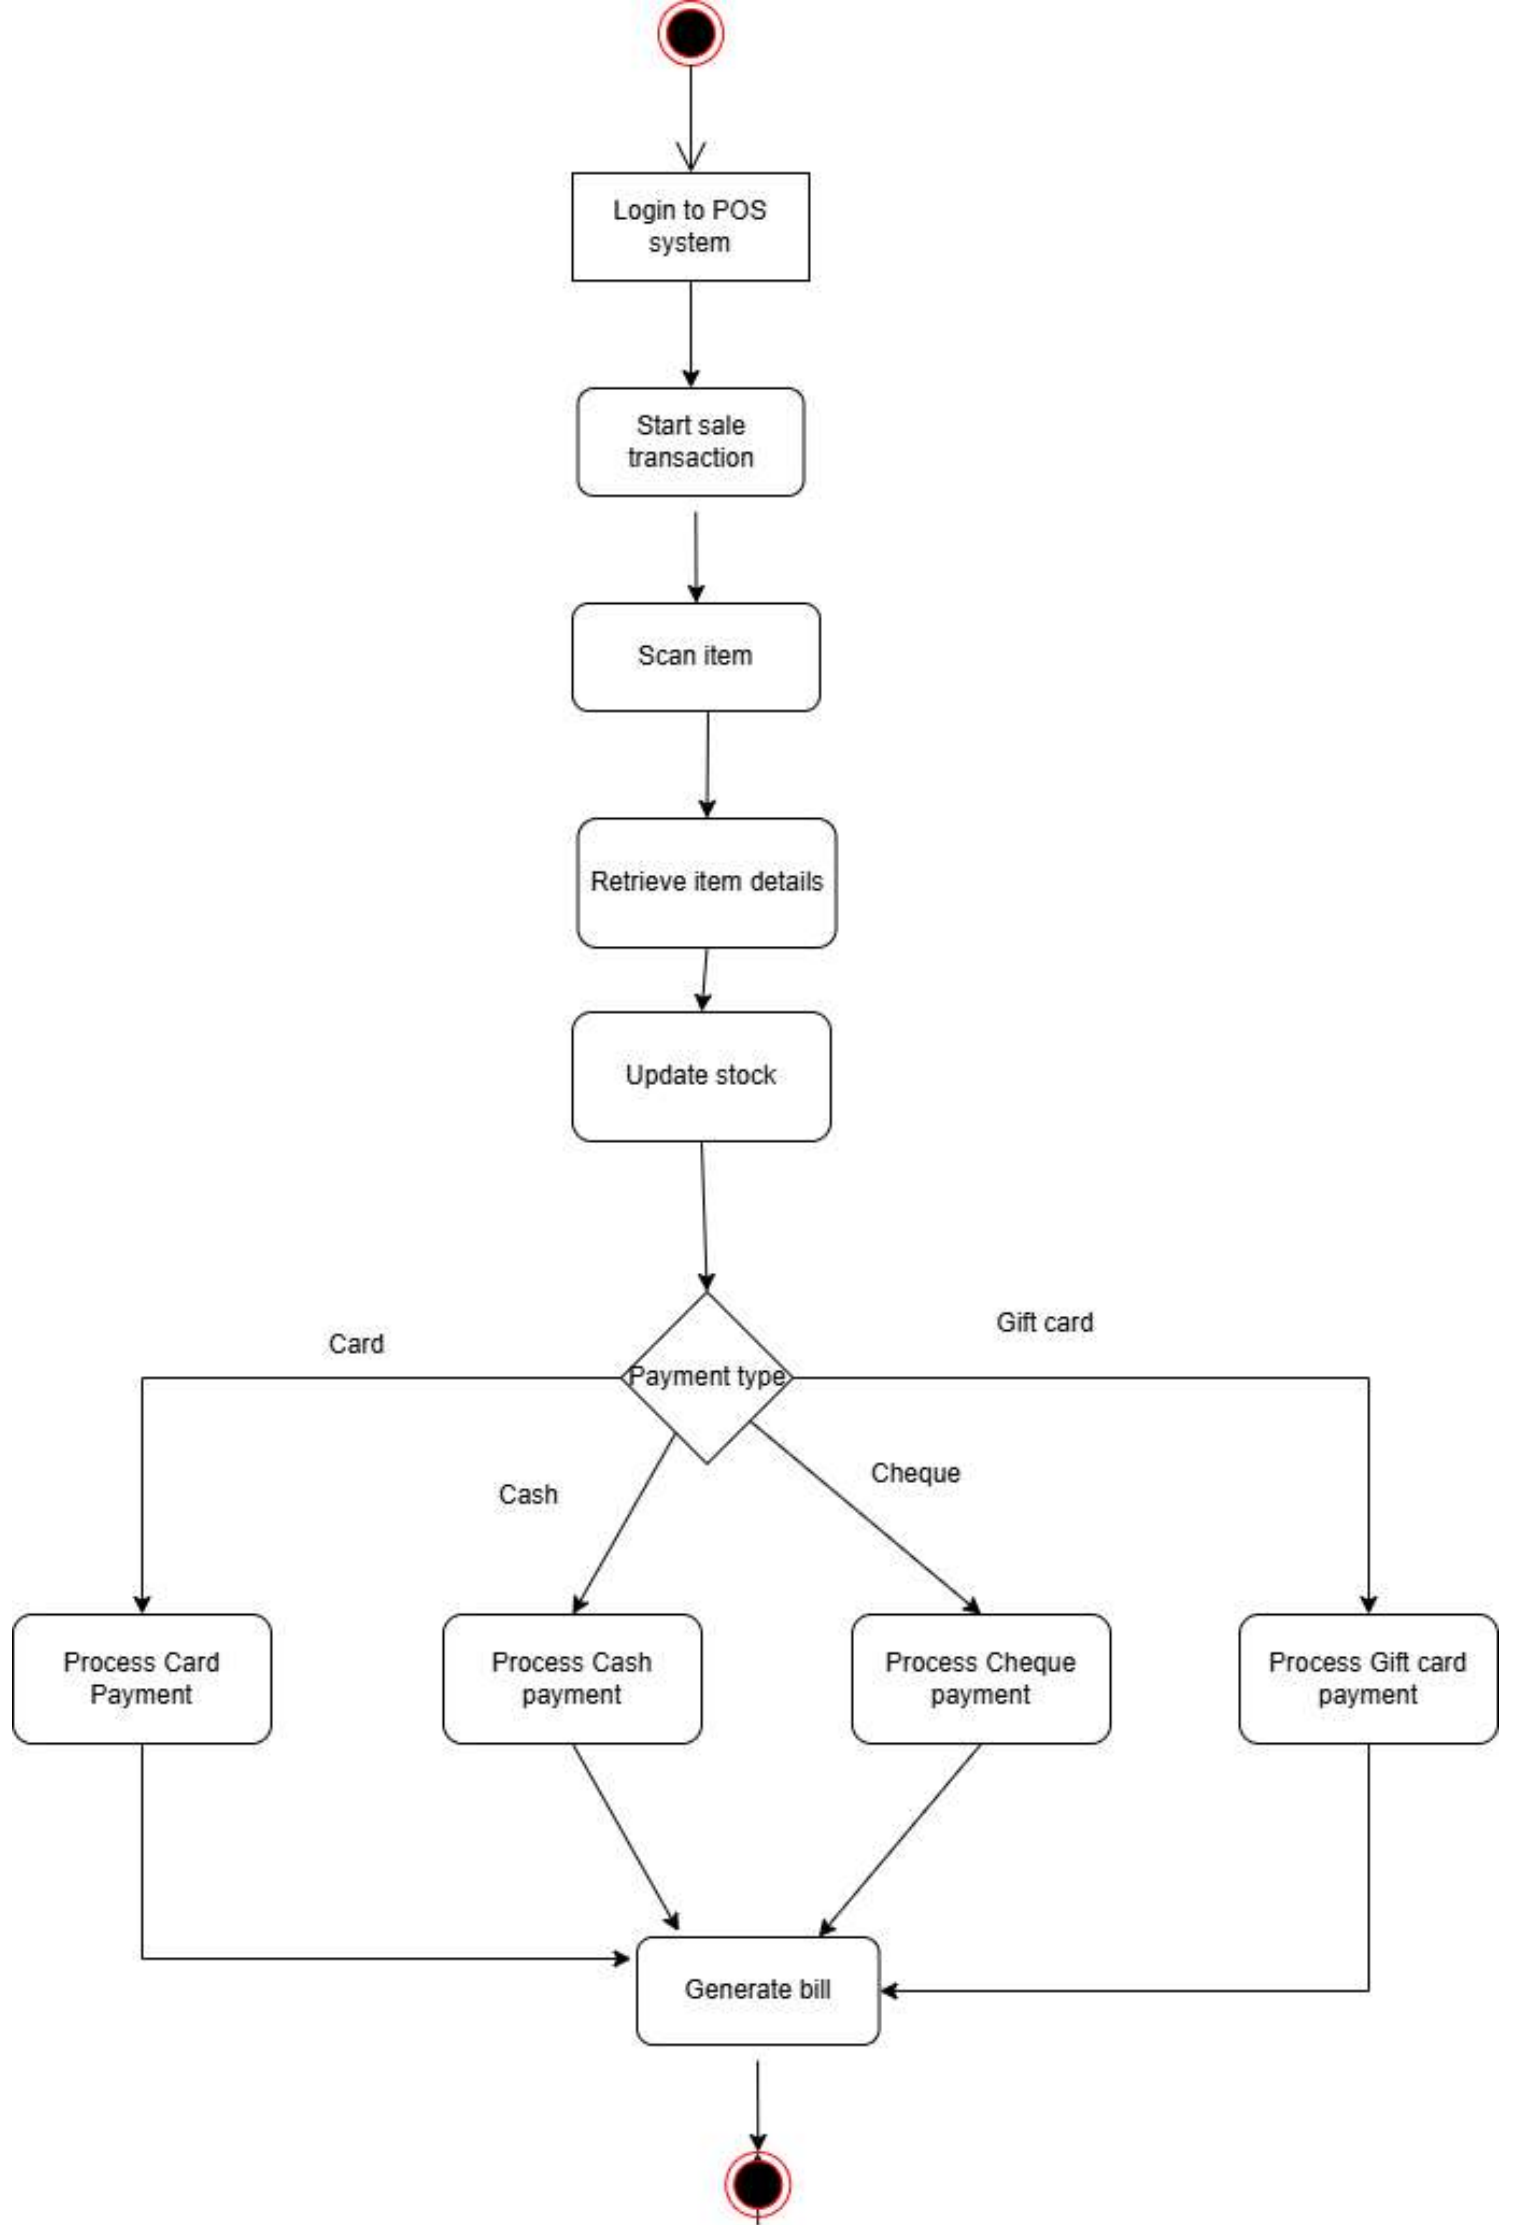 Login to POS
system
Start sale
transaction
Scan item
Retrieve item details
Update stock
Gift card
Card
Payment type
Cheque
Cash
Process Card
Payment
Process Cash
payment
Process Cheque
payment
Process Gift card
payment
Generate bill